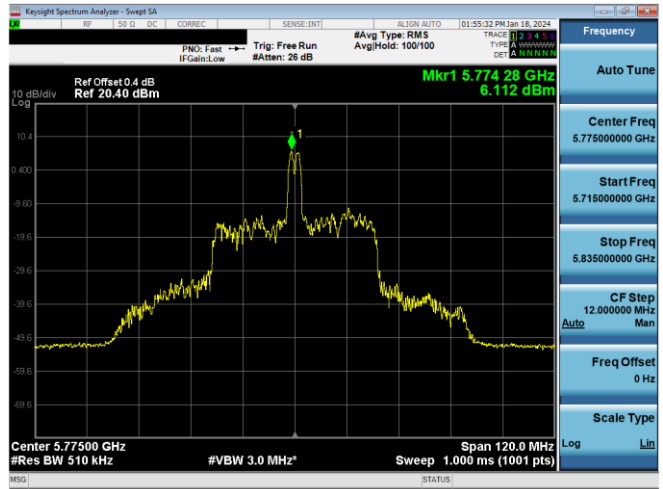 Keysight Spectrum Analyzer - Swept SA
RF 50 Ω DC CORREC SENSE:INT ALIGN AUTO 01:55:32 PM Jan 18, 2024
PNO: Fast
IFGain:Low
Trig: Free Run
#Atten: 26 dB
#Avg Type: RMS
Avg|Hold: 100/100
TRACE 1 2 3 4 5 6
TYPE A WWWWW
DET A N N N N N
Frequency
Auto Tune
Center Freq
5.775000000 GHz
Start Freq
5.715000000 GHz
Stop Freq
5.835000000 GHz
CF Step
12.000000 MHz
Auto Man
Freq Offset
0 Hz
Scale Type
Log Lin
Mkr1 5.774 28 GHz
6.112 dBm
Ref Offset 0.4 dB
10 dB/div Ref 20.40 dBm
Log
1
10.4
0.400
-9.60
-19.6
-29.6
-39.6
-49.6
-59.6
-69.6
Center 5.77500 GHz Span 120.0 MHz
#Res BW 510 kHz #VBW 3.0 MHz* Sweep 1.000 ms (1001 pts)
MSG STATUS